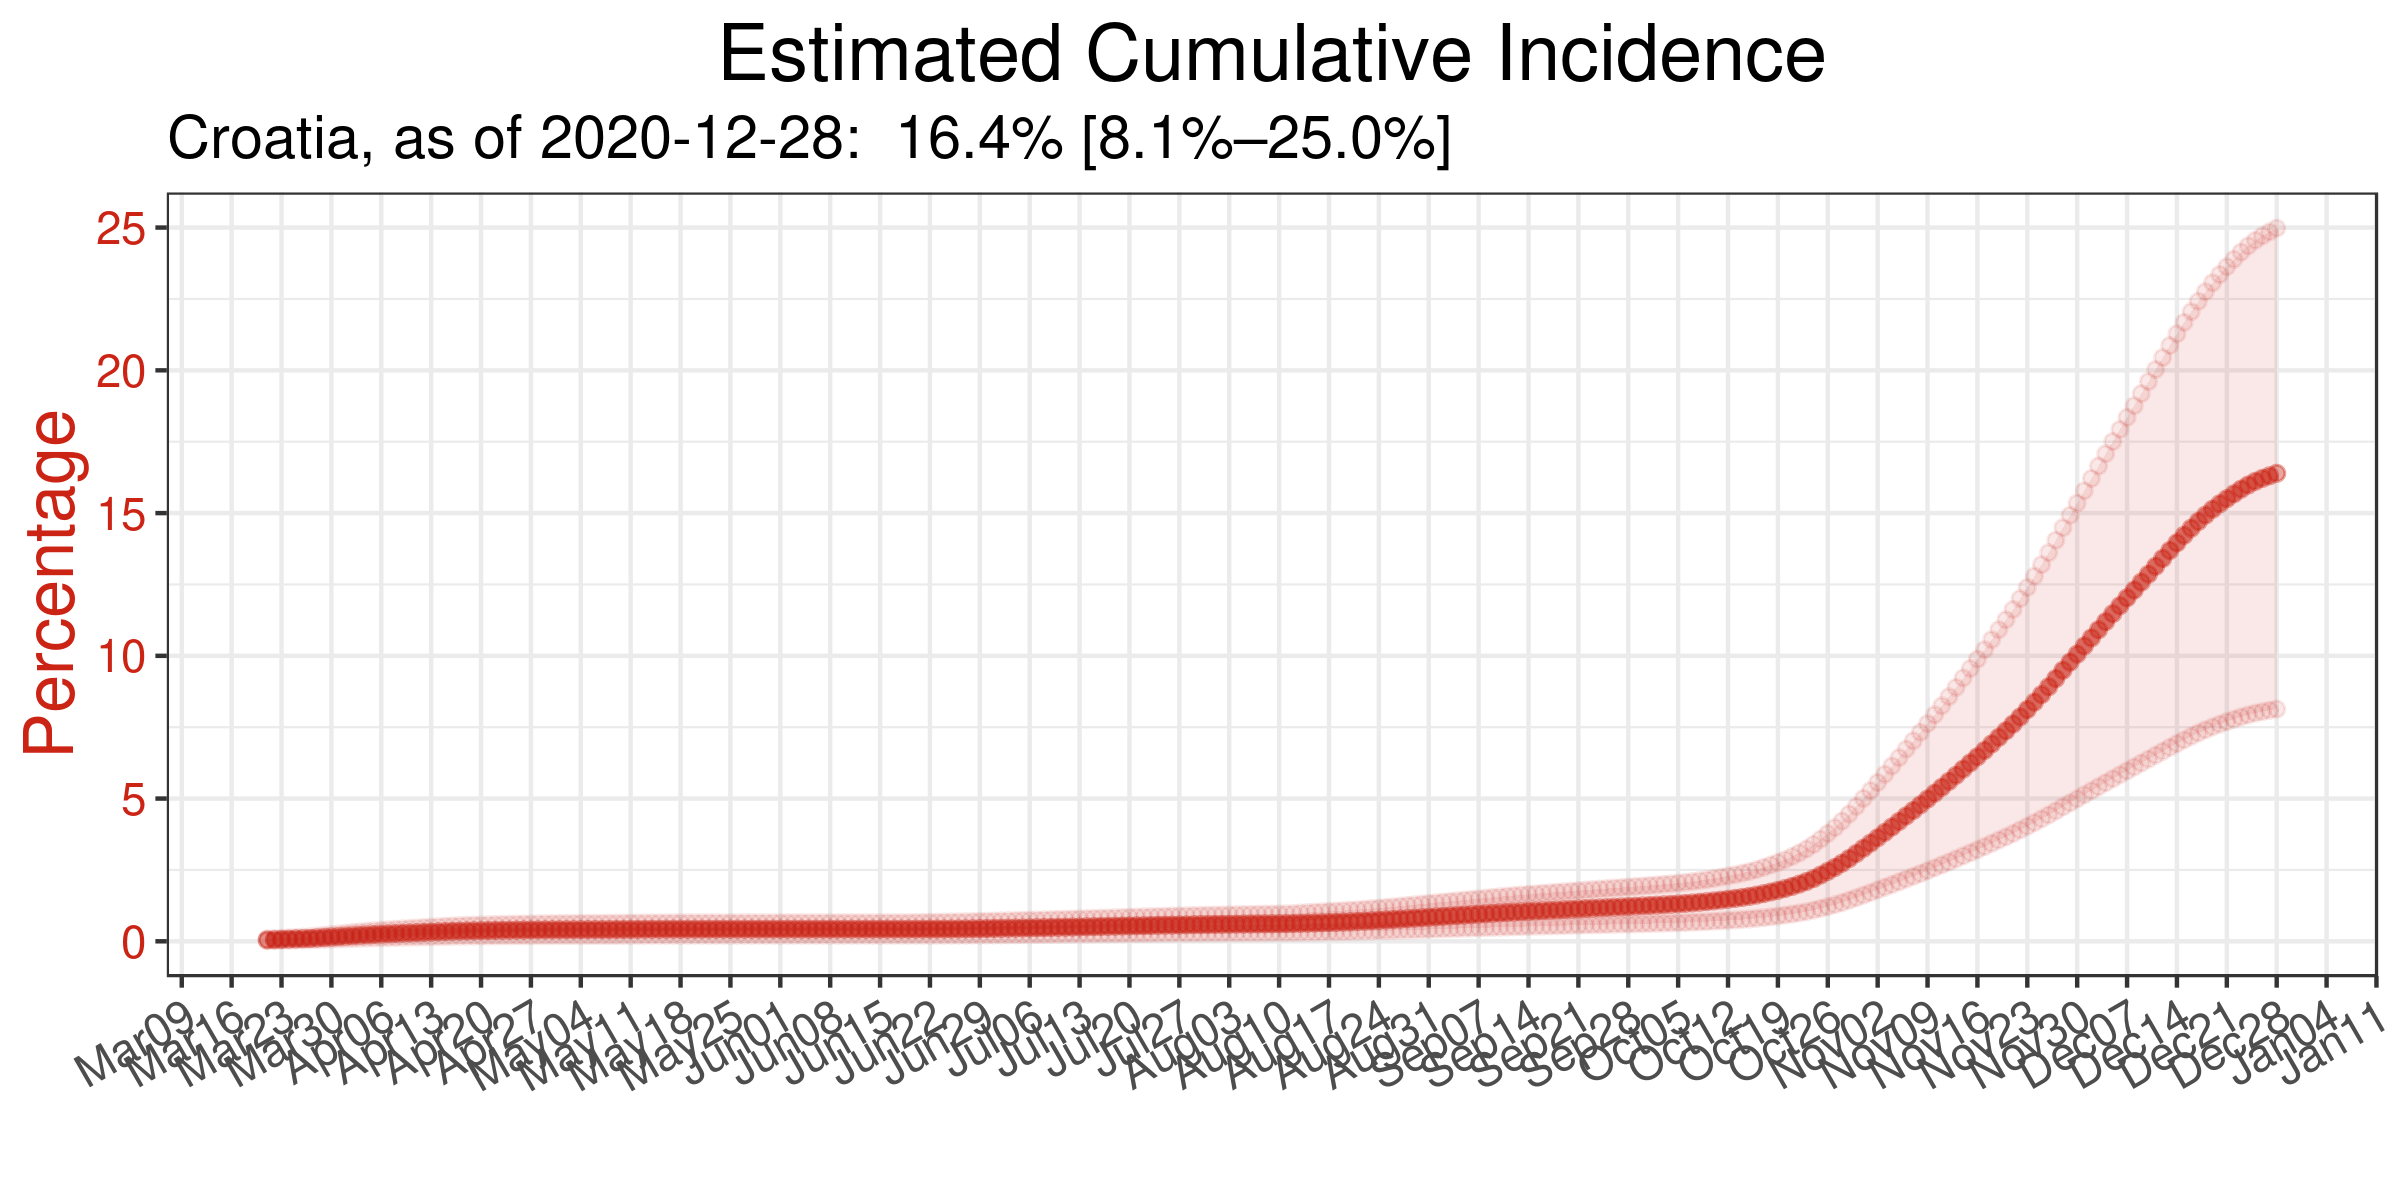 Estimated Cumulative Incidence
Croatia, as of 2020-12-28:  16.4% [8.1%–25.0%]
Percentage
25
20
15
10
5
0
Mar09
Mar16
Mar23
Mar30
Apr06
Apr13
Apr20
Apr27
May04
May11
May18
May25
Jun01
Jun08
Jun15
Jun22
Jun29
Jul06
Jul13
Jul20
Jul27
Aug03
Aug10
Aug17
Aug24
Aug31
Sep07
Sep14
Sep21
Sep28
Oct05
Oct12
Oct19
Oct26
Nov02
Nov09
Nov16
Nov23
Nov30
Dec07
Dec14
Dec21
Dec28
Jan04
Jan11